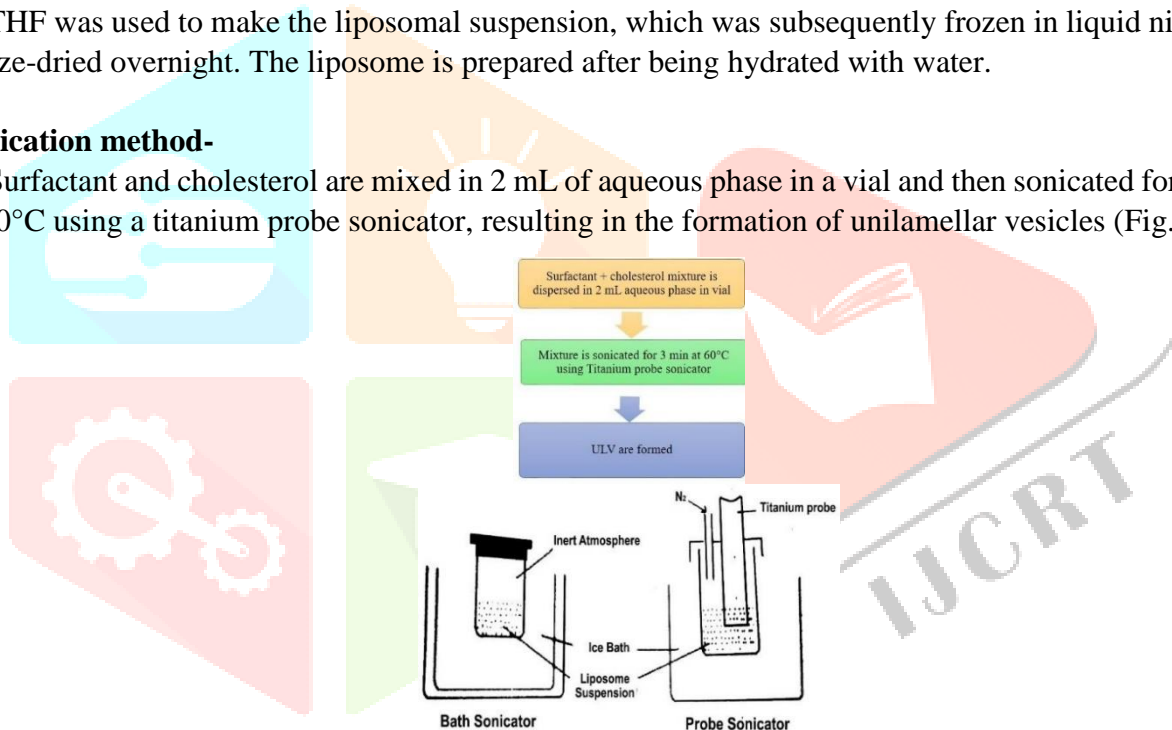 THF was used to make the liposomal suspension, which was subsequently frozen in liquid ni
ze-dried overnight. The liposome is prepared after being hydrated with water.
ication method-
Surfactant and cholesterol are mixed in 2 mL of aqueous phase in a vial and then sonicated for
0°C using a titanium probe sonicator, resulting in the formation of unilamellar vesicles (Fig.
Surfactant + cholesterol mixture is
dispersed in 2 mL aqueous phase in vial
Mixture is sonicated for 3 min at 60°C
using Titanium probe sonicator
ULV are formed
N₂
Titanium probe
Inert Atmosphere
Ice Bath
Liposome
Suspension
Bath Sonicator
Probe Sonicator
IJCRT